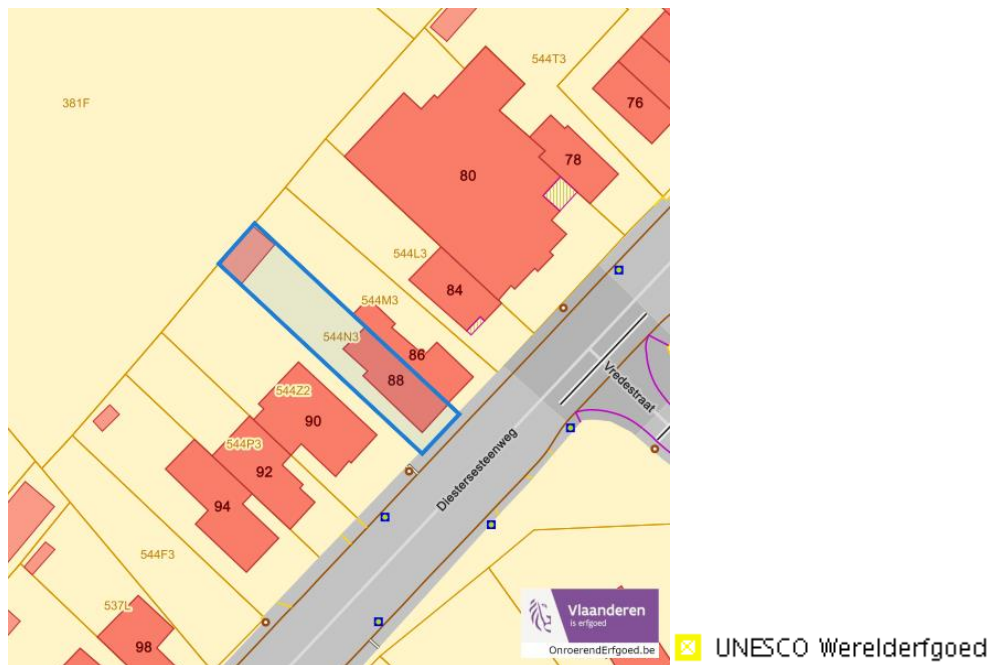 544T3
381F
76
78
80
544L3
84
544M3
544N3
86
88
Vredestraat
544Z2
90
Diestersesteenweg
544P3
92
94
544F3
537L
98
Vlaanderen
is erfgoed
OnroerendErfgoed.be
UNESCO Werelderfgoed